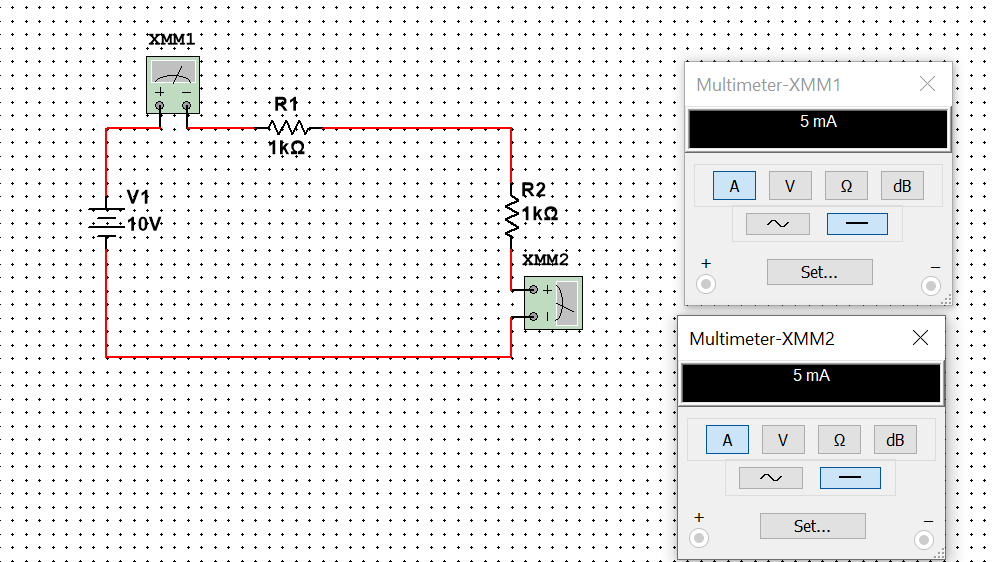 XMM1
+ −
R1
1kΩ
V1
10V
R2
1kΩ
XMM2
+
−
Multimeter-XMM1
5 mA
A V Ω dB
Set...
+ −
Multimeter-XMM2
5 mA
A V Ω dB
Set...
+ −